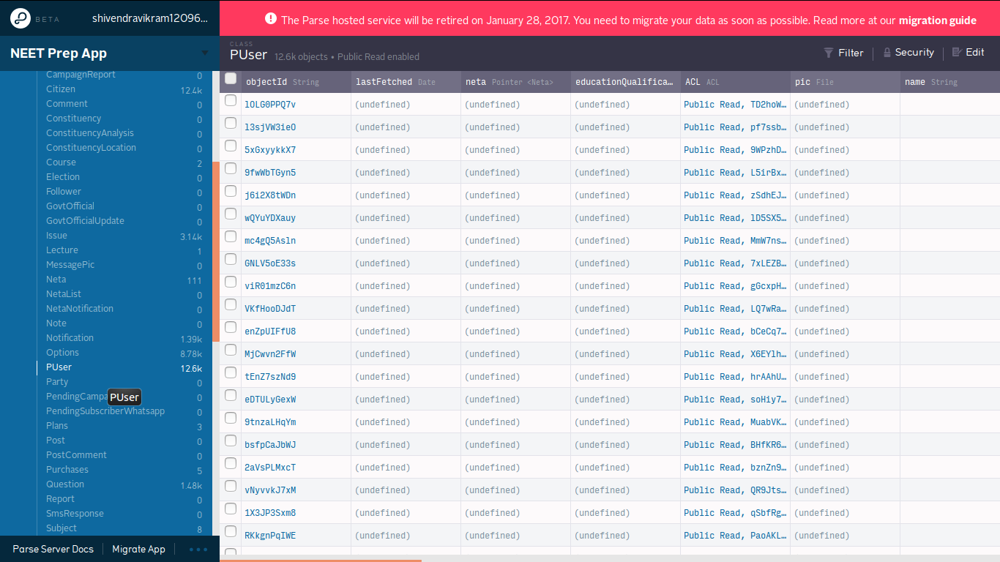 BETA shivendravikram12096...
The Parse hosted service will be retired on January 28, 2017. You need to migrate your data as soon as possible. Read more at our migration guide
NEET Prep App
CLASS
PUser 12.6k objects • Public Read enabled
Filter Security Edit
CampaignReport 0
Citizen 12.4k
Comment 0
Constituency 0
ConstituencyAnalysis 0
ConstituencyLocation 0
Course 2
Election 0
Follower 0
GovtOfficial 0
GovtOfficialUpdate 0
Issue 3.14k
Lecture 1
MessagePic 0
Neta 111
NetaList 0
NetaNotification 0
Note 0
Notification 1.39k
Options 8.78k
PUser 12.6k
Party 0
PendingCampa 0
PUser
PendingSubscriberWhatsapp 0
Plans 3
Post 0
PostComment 0
Purchases 5
Question 1.48k
Report 0
SmsResponse 0
Subject 8
Parse Server Docs Migrate App
objectId String lastFetched Date neta Pointer <Neta> educationQualifica... ACL ACL pic File name String
lOLG0PPQ7v (undefined) (undefined) (undefined) Public Read, TD2hoW... (undefined)
l3sjVW3ieO (undefined) (undefined) (undefined) Public Read, pf7ssb... (undefined)
5xGxyykkX7 (undefined) (undefined) (undefined) Public Read, 9WPzhD... (undefined)
9fwWbTGyn5 (undefined) (undefined) (undefined) Public Read, L5irBx... (undefined)
j6i2X8tWDn (undefined) (undefined) (undefined) Public Read, zSdhEJ... (undefined)
wQYuYDXauy (undefined) (undefined) (undefined) Public Read, lD5SX5... (undefined)
mc4gQ5Asln (undefined) (undefined) (undefined) Public Read, MmW7ns... (undefined)
GNLV5oE33s (undefined) (undefined) (undefined) Public Read, 7xLEZB... (undefined)
viR01mzC6n (undefined) (undefined) (undefined) Public Read, gGcxpH... (undefined)
VKfHooDJdT (undefined) (undefined) (undefined) Public Read, LQ7wRa... (undefined)
enZpUIFfU8 (undefined) (undefined) (undefined) Public Read, bCeCq7... (undefined)
MjCwvn2FfW (undefined) (undefined) (undefined) Public Read, X6EYlh... (undefined)
tEnZ7szNd9 (undefined) (undefined) (undefined) Public Read, hrAAhU... (undefined)
eDTULyGexW (undefined) (undefined) (undefined) Public Read, soHiy7... (undefined)
9tnzaLHqYm (undefined) (undefined) (undefined) Public Read, MuabVK... (undefined)
bsfpCaJbWJ (undefined) (undefined) (undefined) Public Read, BHfKR6... (undefined)
2aVsPLMxcT (undefined) (undefined) (undefined) Public Read, bznZn9... (undefined)
vNyvvkJ7xM (undefined) (undefined) (undefined) Public Read, QR9Jts... (undefined)
1X3JP3Sxm8 (undefined) (undefined) (undefined) Public Read, qSbfRg... (undefined)
RKkgnPqIWE (undefined) (undefined) (undefined) Public Read, PaoAKL... (undefined)